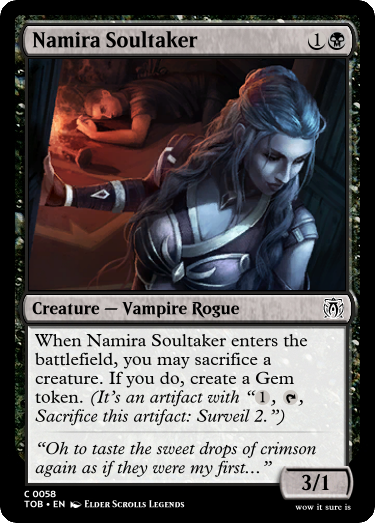 Namira Soultaker 1
Creature — Vampire Rogue
When Namira Soultaker enters the
battlefield, you may sacrifice a
creature. If you do, create a Gem
token. (It's an artifact with “1, ,
Sacrifice this artifact: Surveil 2.”)
“Oh to taste the sweet drops of crimson
again as if they were my first…”
3/1
C 0058
TOB • EN Elder Scrolls Legends
wow it sure is